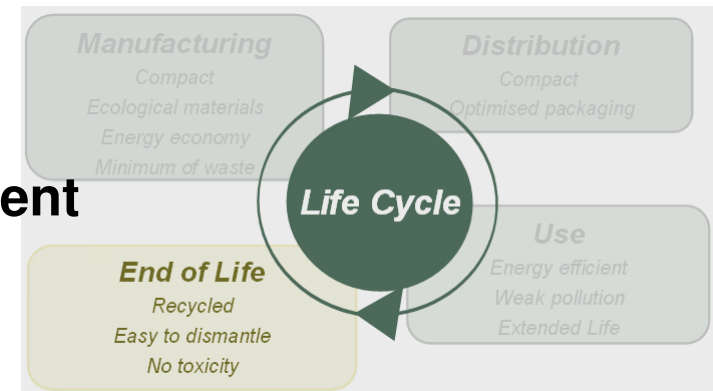 Manufacturing
Compact
Ecological materials
Energy economy
Minimum of waste
Distribution
Compact
Optimised packaging
ent
Life Cycle
Use
Energy efficient
Weak pollution
Extended Life
End of Life
Recycled
Easy to dismantle
No toxicity